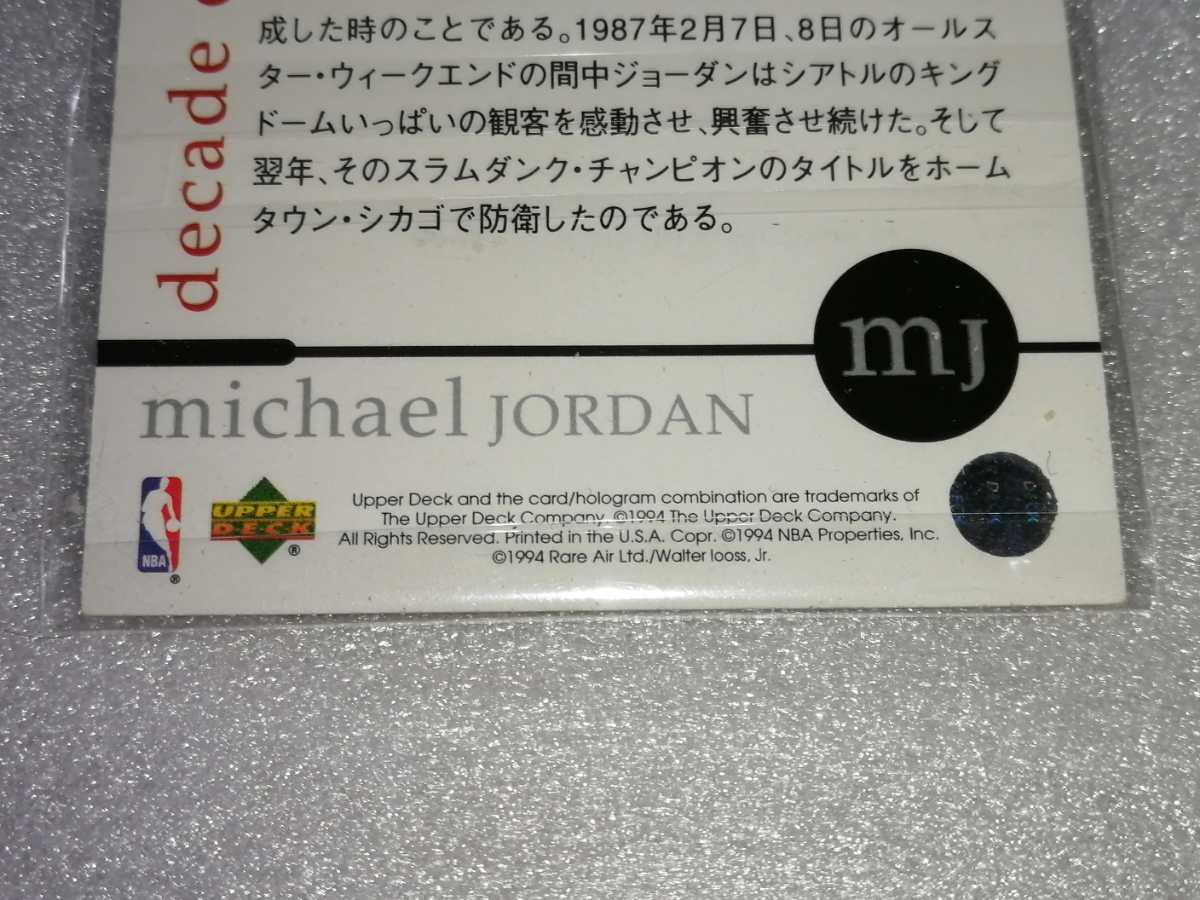 decade
成した時のことである。1987年2月7日、8日のオールス
ター・ウィークエンドの間中ジョーダンはシアトルのキング
ドームいっぱいの観客を感動させ、興奮させ続けた。そして
翌年、そのスラムダンク・チャンピオンのタイトルをホーム
タウン・シカゴで防衛したのである。
mJ
michael JORDAN
NBA®
UPPER
DECK®
Upper Deck and the card/hologram combination are trademarks of
The Upper Deck Company. ©1994 The Upper Deck Company.
All Rights Reserved. Printed in the U.S.A. Copr. ©1994 NBA Properties, Inc.
©1994 Rare Air Ltd./Walter Iooss, Jr.